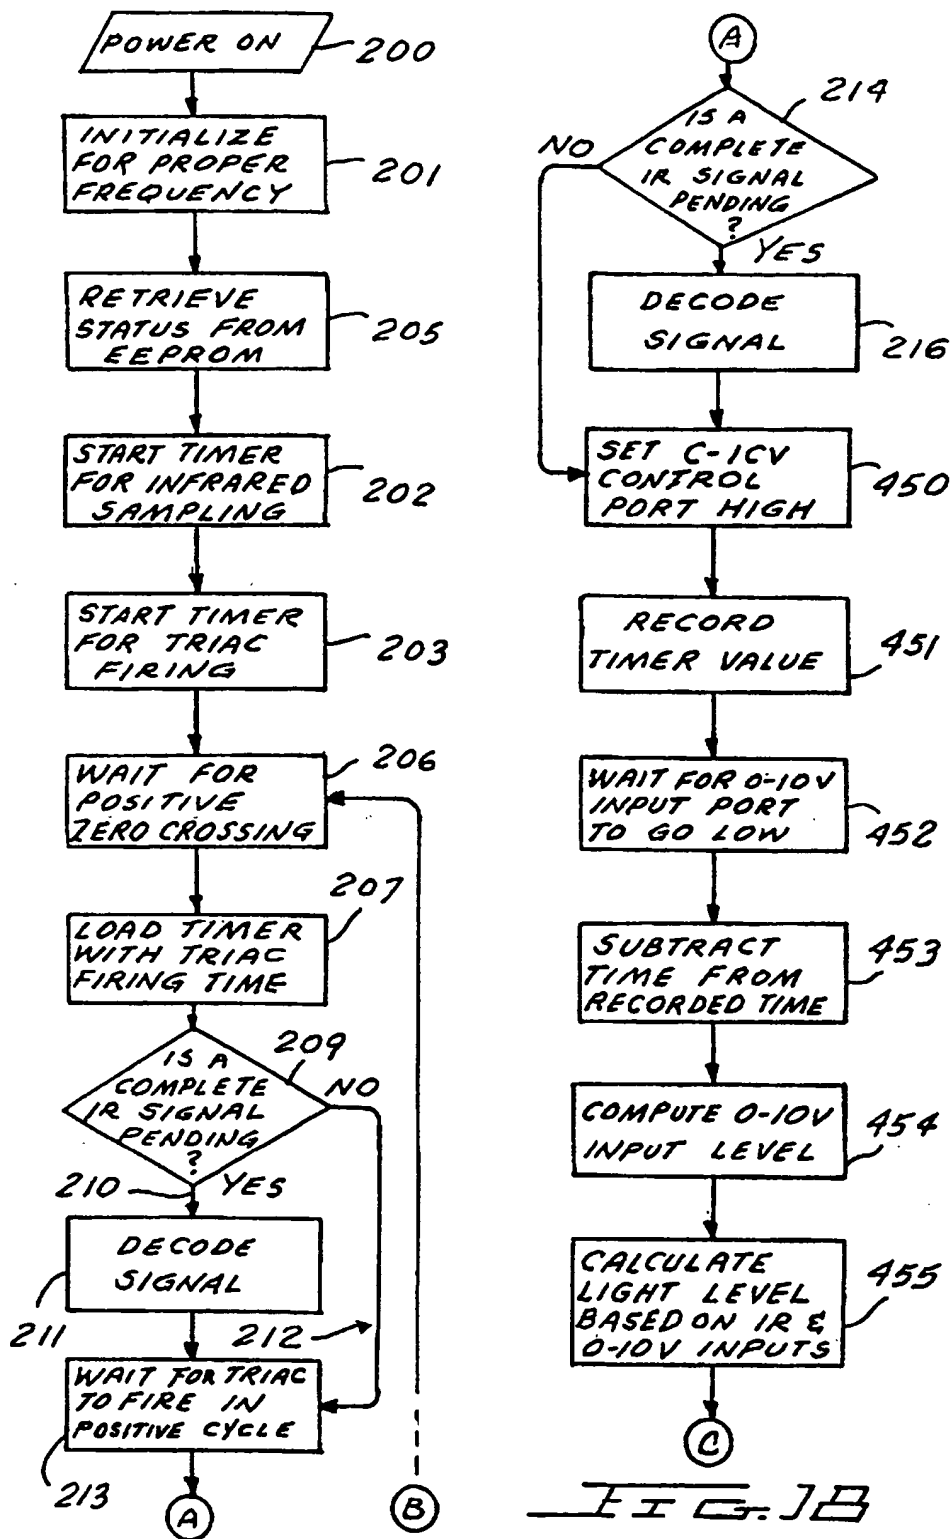 POWER ON
200
INITIALIZE
FOR PROPER
FREQUENCY
201
RETRIEVE
STATUS FROM
EEPROM
205
START TIMER
FOR INFRARED
SAMPLING
202
START TIMER
FOR TRIAC
FIRING
203
WAIT FOR
POSITIVE
ZERO CROSSING
206
LOAD TIMER
WITH TRIAC
FIRING TIME
207
IS A
COMPLETE
IR SIGNAL
PENDING
?
209
NO
210
YES
DECODE
SIGNAL
211
212
WAIT FOR TRIAC
TO FIRE IN
POSITIVE CYCLE
213
A
B
A
IS A
COMPLETE
IR SIGNAL
PENDING
?
214
NO
YES
DECODE
SIGNAL
216
SET C-1CV
CONTROL
PORT HIGH
450
RECORD
TIMER VALUE
451
WAIT FOR 0-10V
INPUT PORT
TO GO LOW
452
SUBTRACT
TIME FROM
RECORDED TIME
453
COMPUTE 0-10V
INPUT LEVEL
454
CALCULATE
LIGHT LEVEL
BASED ON IR &
0-10V INPUTS
455
C
FIG. 18